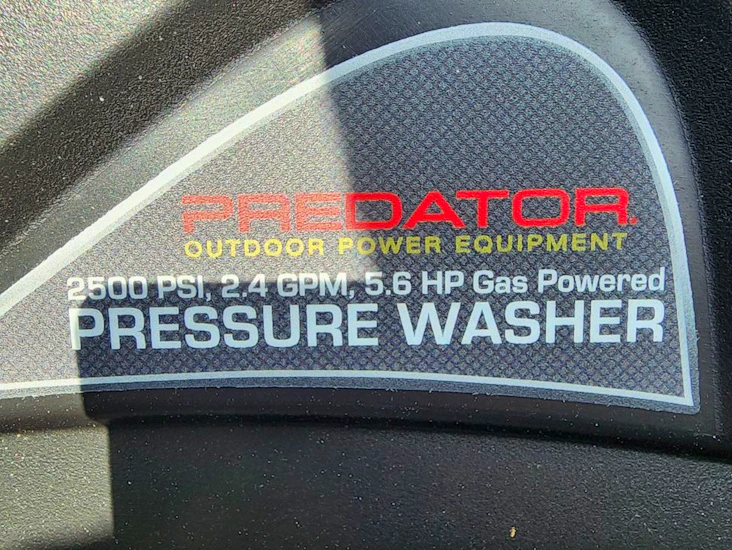 PREDATOR.
OUTDOOR POWER EQUIPMENT
2500 PSI, 2.4 GPM, 5.6 HP Gas Powered
PRESSURE WASHER